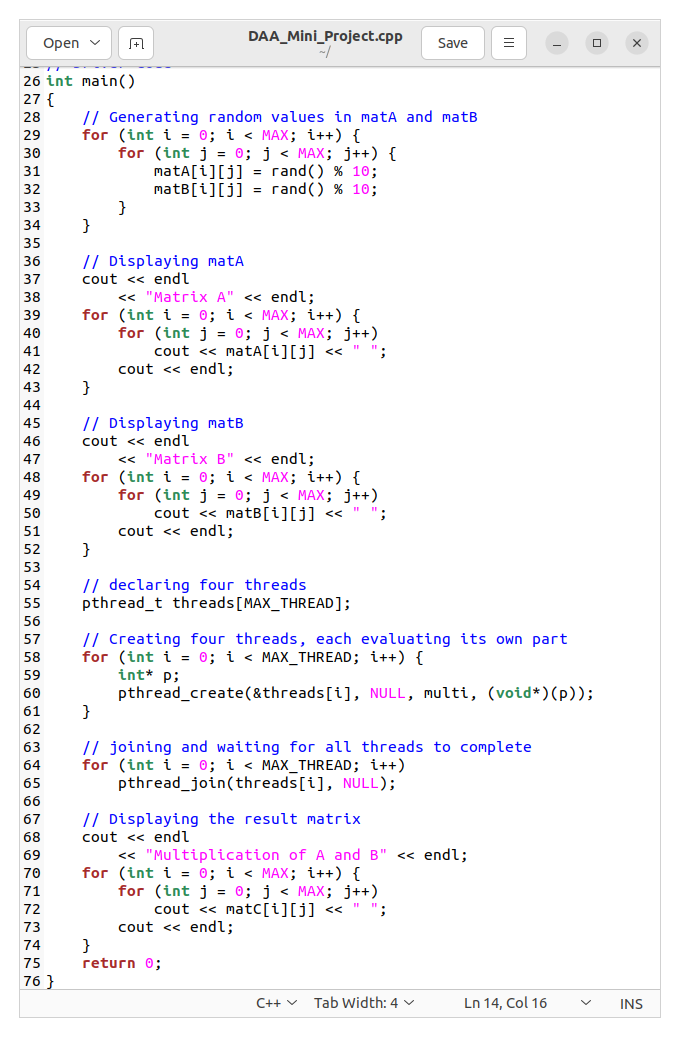 Open
DAA_Mini_Project.cpp
~/
Save
26 int main()
27 {
28     // Generating random values in matA and matB
29     for (int i = 0; i < MAX; i++) {
30         for (int j = 0; j < MAX; j++) {
31             matA[i][j] = rand() % 10;
32             matB[i][j] = rand() % 10;
33         }
34     }
35
36     // Displaying matA
37     cout << endl
38         << "Matrix A" << endl;
39     for (int i = 0; i < MAX; i++) {
40         for (int j = 0; j < MAX; j++)
41             cout << matA[i][j] << " ";
42         cout << endl;
43     }
44
45     // Displaying matB
46     cout << endl
47         << "Matrix B" << endl;
48     for (int i = 0; i < MAX; i++) {
49         for (int j = 0; j < MAX; j++)
50             cout << matB[i][j] << " ";
51         cout << endl;
52     }
53
54     // declaring four threads
55     pthread_t threads[MAX_THREAD];
56
57     // Creating four threads, each evaluating its own part
58     for (int i = 0; i < MAX_THREAD; i++) {
59         int* p;
60         pthread_create(&threads[i], NULL, multi, (void*)(p));
61     }
62
63     // joining and waiting for all threads to complete
64     for (int i = 0; i < MAX_THREAD; i++)
65         pthread_join(threads[i], NULL);
66
67     // Displaying the result matrix
68     cout << endl
69         << "Multiplication of A and B" << endl;
70     for (int i = 0; i < MAX; i++) {
71         for (int j = 0; j < MAX; j++)
72             cout << matC[i][j] << " ";
73         cout << endl;
74     }
75     return 0;
76 }
C++ Tab Width: 4 Ln 14, Col 16 INS